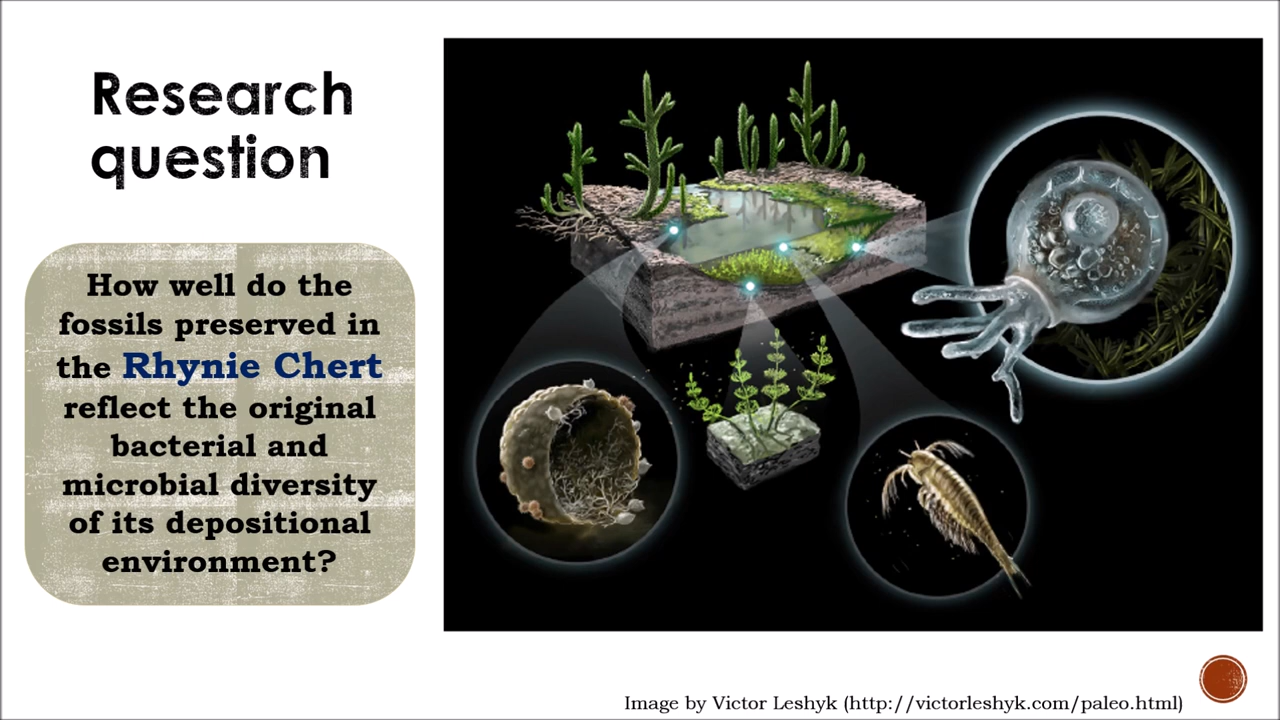 Research
question
How well do the
fossils preserved in
the Rhynie Chert
reflect the original
bacterial and
microbial diversity
of its depositional
environment?
Image by Victor Leshyk (http://victorleshyk.com/paleo.html)